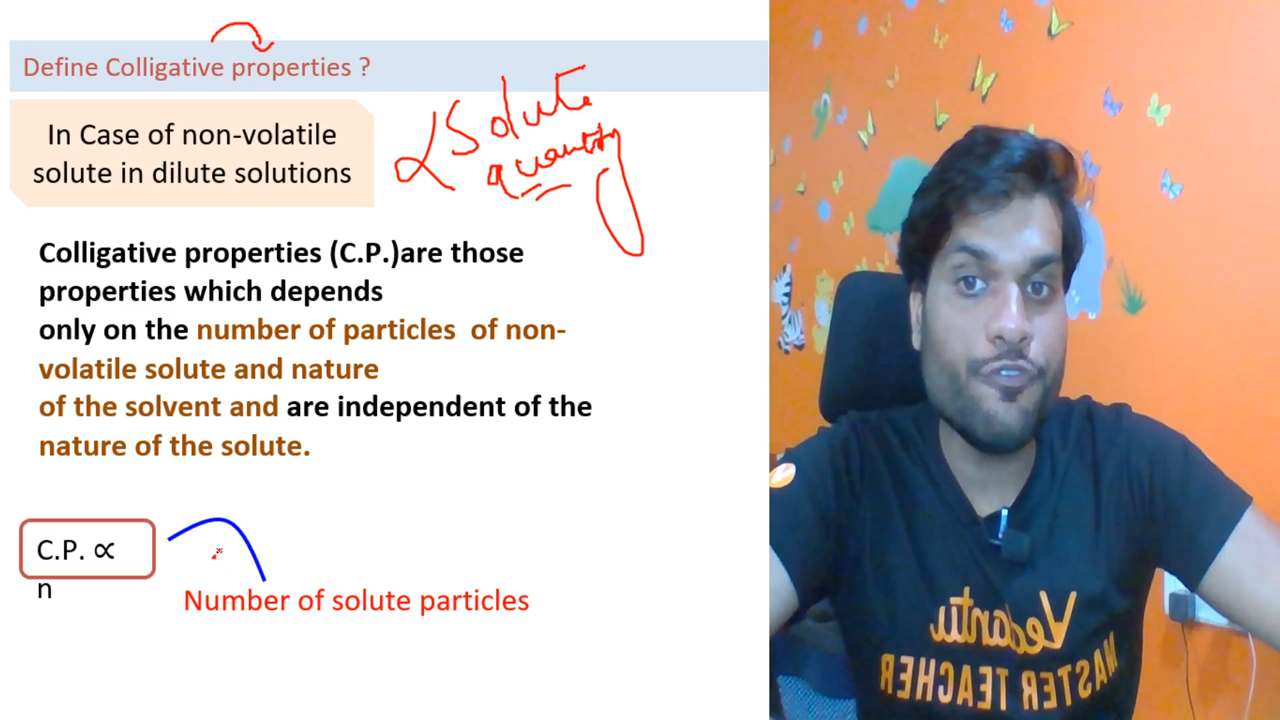 Define Colligative properties ?
In Case of non-volatile
solute in dilute solutions
∝ Solute
quantity
Colligative properties (C.P.)are those
properties which depends
only on the number of particles of non-
volatile solute and nature
of the solvent and are independent of the
nature of the solute.
C.P. ∝
n
Number of solute particles
Vedantu
MASTER TEACHER